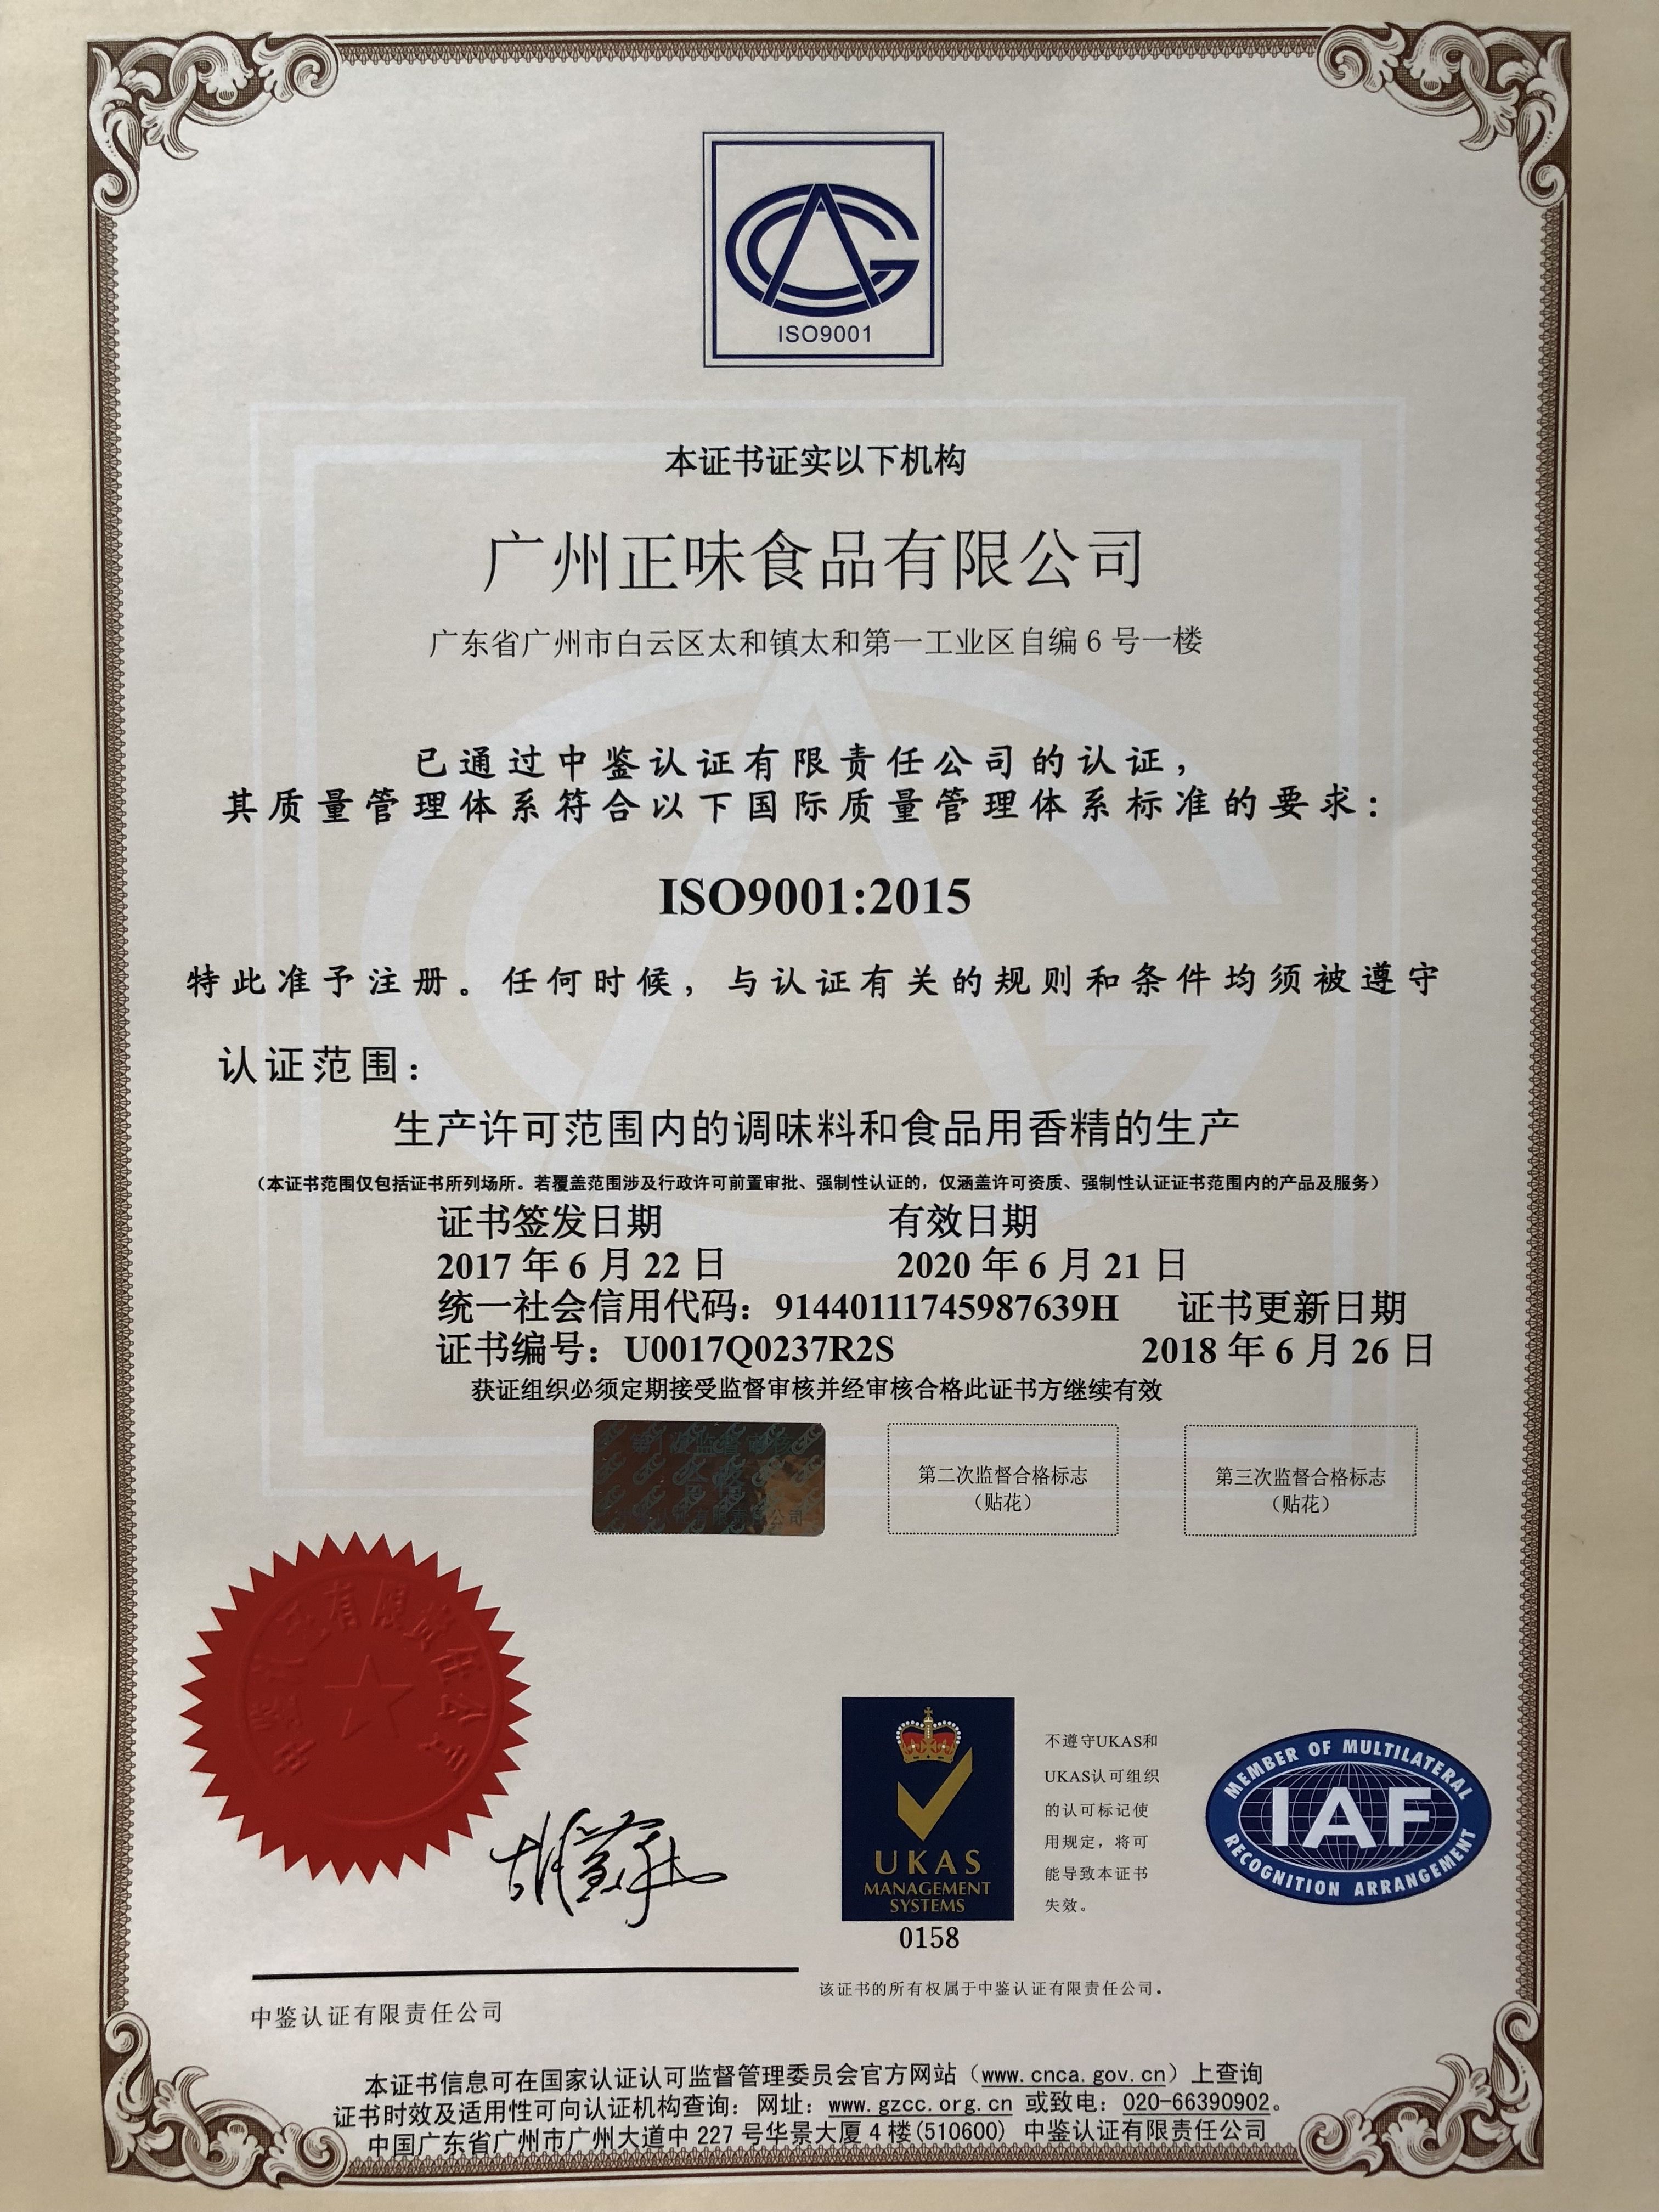 ISO9001
本证书证实以下机构
广州正味食品有限公司
广东省广州市白云区太和镇太和第一工业区自编 6 号一楼
已通过中鉴认证有限责任公司的认证，
其质量管理体系符合以下国际质量管理体系标准的要求：
ISO9001:2015
特此准予注册。任何时候，与认证有关的规则和条件均须被遵守
认证范围：
生产许可范围内的调味料和食品用香精的生产
（本证书范围仅包括证书所列场所。若覆盖范围涉及行政许可前置审批、强制性认证的，仅涵盖许可资质、强制性认证证书范围内的产品及服务）
证书签发日期 有效日期
2017 年 6 月 22 日 2020 年 6 月 21 日
统一社会信用代码：91440111745987639H 证书更新日期
证书编号：U0017Q0237R2S 2018 年 6 月 26 日
获证组织必须定期接受监督审核并经审核合格此证书方继续有效
第二次监督合格标志
（贴花）
第三次监督合格标志
（贴花）
中鉴认证有限责任公司
UKAS
MANAGEMENT
SYSTEMS
0158
不遵守UKAS和
UKAS认可组织
的认可标记使
用规定，将可
能导致本证书
失效。
MEMBER OF MULTILATERAL
IAF
RECOGNITION ARRANGEMENT
该证书的所有权属于中鉴认证有限责任公司.
中鉴认证有限责任公司
本证书信息可在国家认证认可监督管理委员会官方网站（www.cnca.gov.cn）上查询
证书时效及适用性可向认证机构查询：网址：www.gzcc.org.cn 或致电：020-66390902。
中国广东省广州市广州大道中 227 号华景大厦 4 楼(510600) 中鉴认证有限责任公司